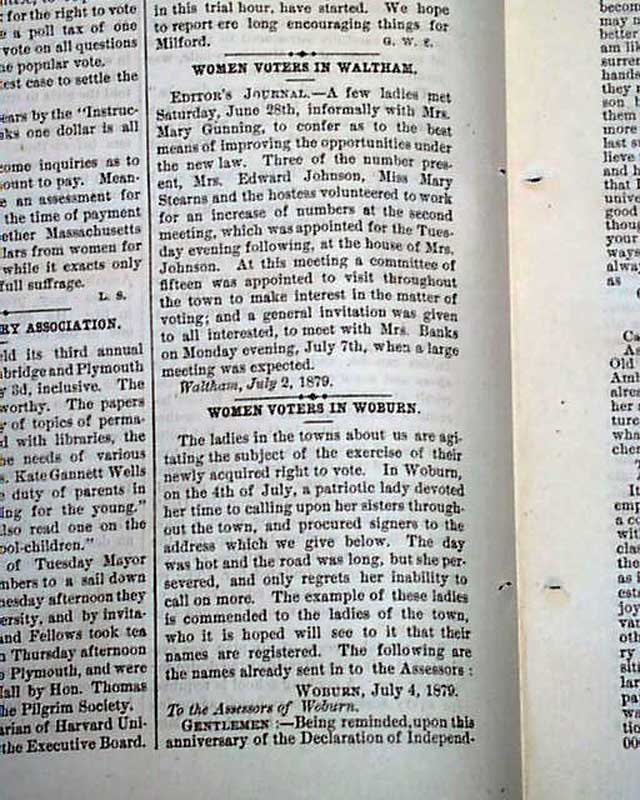 for the right to vote
a poll tax of one
vote on all questions
he popular vote.
test case to settle the
ears by the "Instruc-
aks one dollar is all
come inquiries as to
ount to pay. Mean-
e an assessment for
the time of payment
ether Massachusetts
llars from women for
while it exacts only
full suffrage.
L. S.
RY ASSOCIATION.
eld its third annual
mbridge and Plymouth
y 3d, inclusive. The
worthy. The papers
y of topics of perma-
d with libraries, the
he needs of various
s. Kate Gannett Wells
e duty of parents in
ing for the young."
lso read one on the
ool-children."
of Tuesday Mayor
mbers to a sail down
nesday afternoon they
ersity, and by invita-
and Fellows took tea
n Thursday afternoon
o Plymouth, and were
Hall by Hon. Thomas
he Pilgrim Society.
arian of Harvard Uni-
the Executive Board.
in this trial hour, have started. We hope
to report ere long encouraging things for
Milford. G. W. S.
WOMEN VOTERS IN WALTHAM.
EDITOR'S JOURNAL.—A few ladies met
Saturday, June 28th, informally with Mrs.
Mary Gunning, to confer as to the best
means of improving the opportunities under
the new law. Three of the number pres-
ent, Mrs. Edward Johnson, Miss Mary
Stearns and the hostess volunteered to work
for an increase of numbers at the second
meeting, which was appointed for the Tues-
day evening following, at the house of Mrs.
Johnson. At this meeting a committee of
fifteen was appointed to visit throughout
the town to make interest in the matter of
voting; and a general invitation was given
to all interested, to meet with Mrs. Banks
on Monday evening, July 7th, when a large
meeting was expected.
Waltham, July 2, 1879.
WOMEN VOTERS IN WOBURN.
The ladies in the towns about us are agi-
tating the subject of the exercise of their
newly acquired right to vote. In Woburn,
on the 4th of July, a patriotic lady devoted
her time to calling upon her sisters through-
out the town, and procured signers to the
address which we give below. The day
was hot and the road was long, but she per-
severed, and only regrets her inability to
call on more. The example of these ladies
is commended to the ladies of the town,
who it is hoped will see to it that their
names are registered. The following are
the names already sent in to the Assessors:
WOBURN, July 4, 1879.
To the Assessors of Woburn.
GENTLEMEN:—Being reminded, upon this
anniversary of the Declaration of Independ-